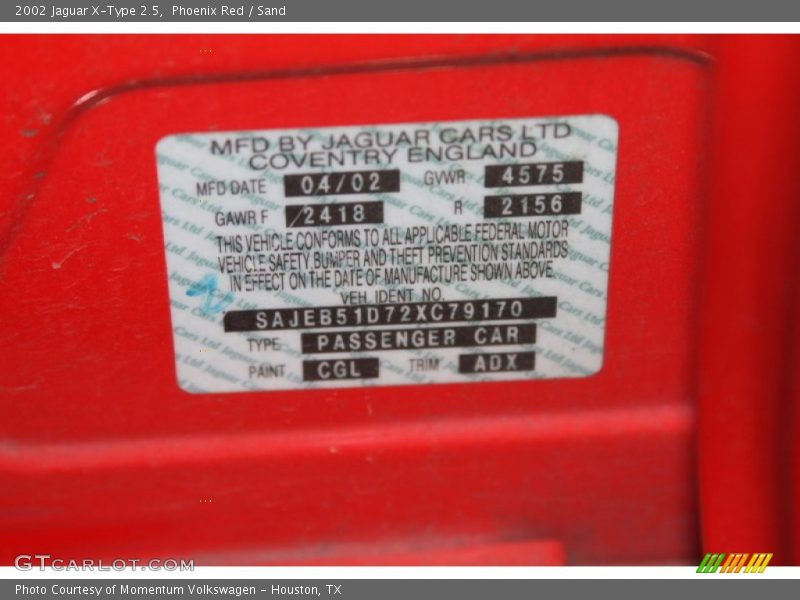 2002 Jaguar X-Type 2.5, Phoenix Red / Sand
MFD BY JAGUAR CARS LTD
COVENTRY ENGLAND
MFD DATE 04/02 GVWR 4575
GAWR F 2418 R 2156
THIS VEHICLE CONFORMS TO ALL APPLICABLE FEDERAL MOTOR
VEHICLE SAFETY, BUMPER AND THEFT PREVENTION STANDARDS
IN EFFECT ON THE DATE OF MANUFACTURE SHOWN ABOVE
VEH. IDENT. NO.
SAJEB51D72XC79170
TYPE PASSENGER CAR
PAINT CGL TRIM ADX
GTCARLOT.COM
Photo Courtesy of Momentum Volkswagen - Houston, TX